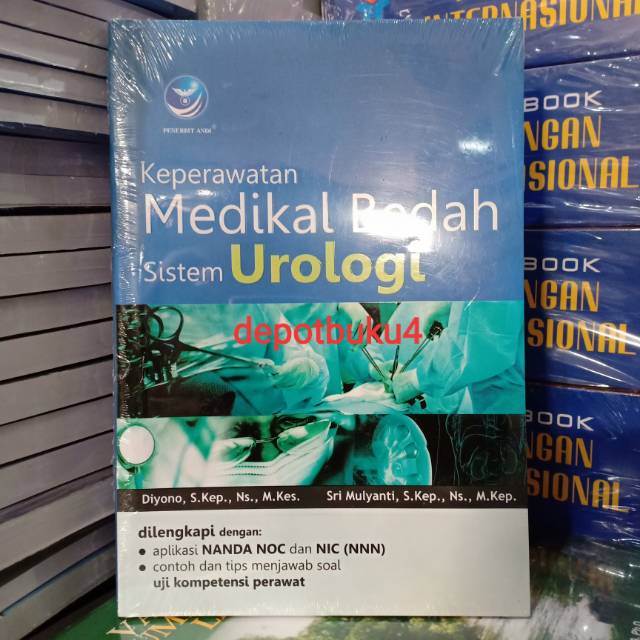 PENERBIT ANDI
Keperawatan
Medikal Bedah
Sistem Urologi
depotbuku4
Diyono, S.Kep., Ns., M.Kes. Sri Mulyanti, S.Kep., Ns., M.Kep.
dilengkapi dengan:
• aplikasi NANDA NOC dan NIC (NNN)
• contoh dan tips menjawab soal
uji kompetensi perawat
INTERNASIONAL
BOOK
NGAN
SIONAL
BOOK
NGAN
SIONAL
BOOK
NGAN
SIONAL